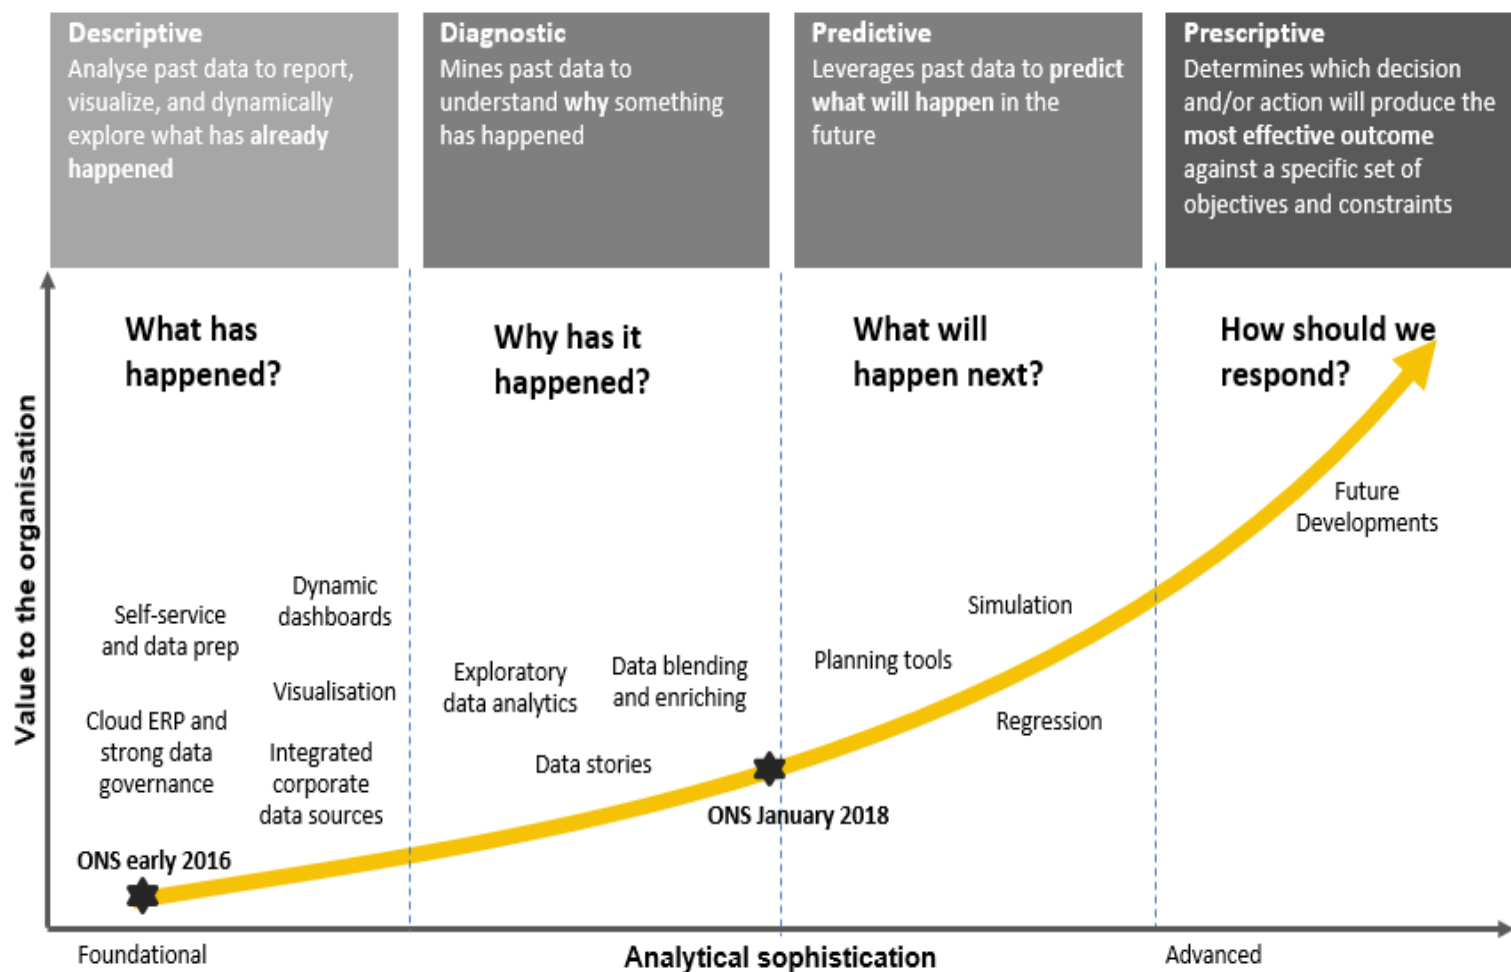 Descriptive
Analyse past data to report,
visualize, and dynamically
explore what has already
happened
Diagnostic
Mines past data to
understand why something
has happened
Predictive
Leverages past data to predict
what will happen in the
future
Prescriptive
Determines which decision
and/or action will produce the
most effective outcome
against a specific set of
objectives and constraints
What has
happened?
Why has it
happened?
What will
happen next?
How should we
respond?
Value to the organisation
Self-service
and data prep
Dynamic
dashboards
Visualisation
Cloud ERP and
strong data
governance
Integrated
corporate
data sources
ONS early 2016
Exploratory
data analytics
Data blending
and enriching
Data stories
ONS January 2018
Simulation
Planning tools
Regression
Future
Developments
Foundational
Analytical sophistication
Advanced